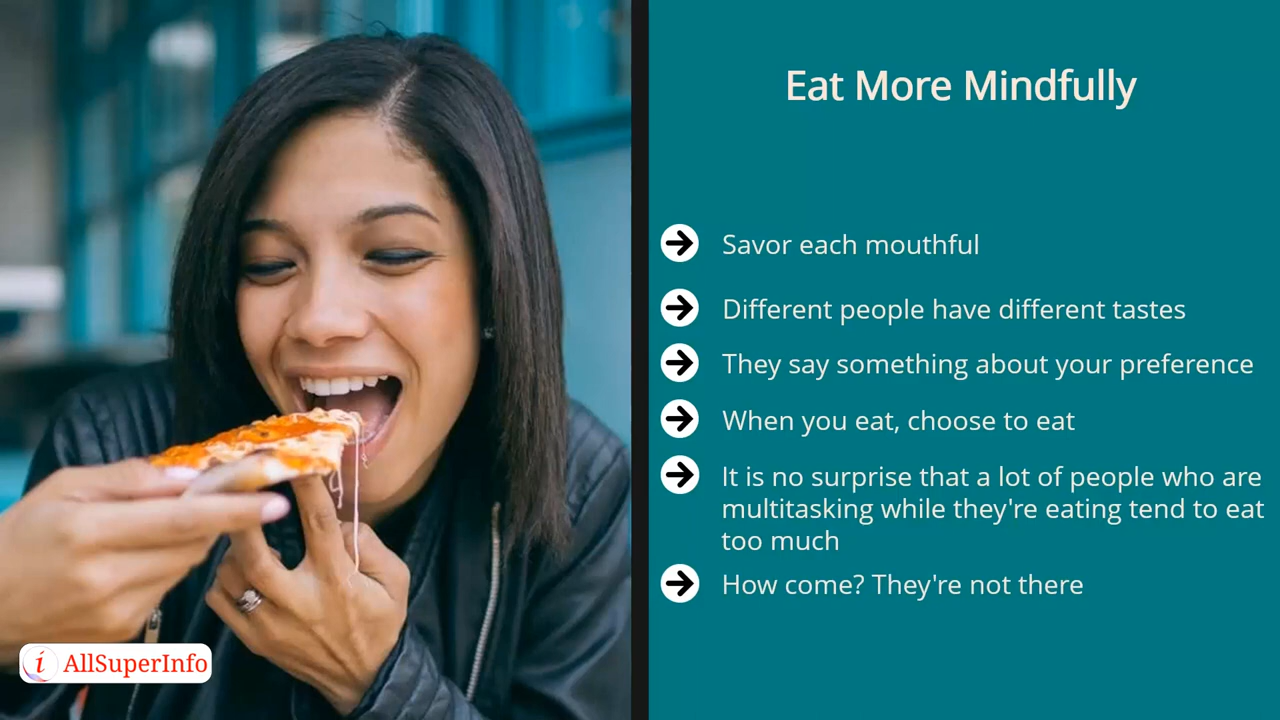 Eat More Mindfully
Savor each mouthful
Different people have different tastes
They say something about your preference
When you eat, choose to eat
It is no surprise that a lot of people who are
multitasking while they're eating tend to eat
too much
How come? They're not there
i AllSuperInfo